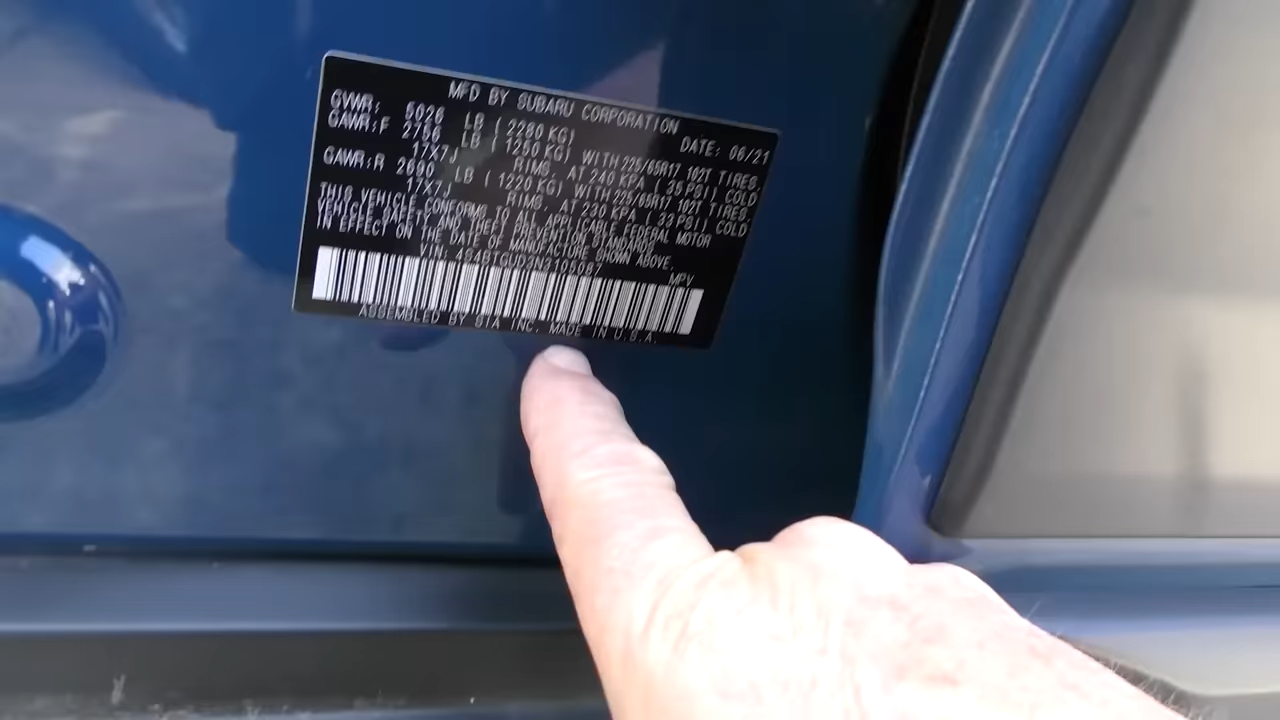 MFD BY SUBARU CORPORATION
GVWR: 5026 LB (2280 KG) DATE: 06/21
GAWR:F 2756 LB (1250 KG) WITH 225/65R17 102T TIRES,
17X7J RIMS, AT 240 KPA (35 PSI) COLD
GAWR:R 2690 LB (1220 KG) WITH 225/65R17 102T TIRES,
17X7J RIMS, AT 230 KPA (33 PSI) COLD
THIS VEHICLE CONFORMS TO ALL APPLICABLE FEDERAL MOTOR
VEHICLE SAFETY AND THEFT PREVENTION STANDARDS
IN EFFECT ON THE DATE OF MANUFACTURE SHOWN ABOVE.
VIN: MPV
ASSEMBLED BY SIA INC. MADE IN U.S.A.